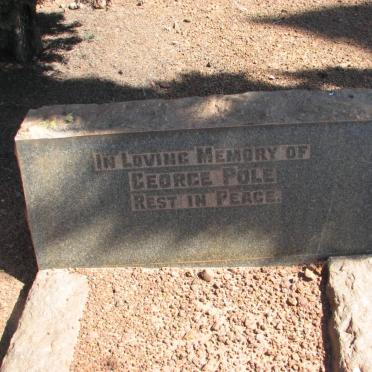 In Loving Memory of
George Pole
Rest in Peace.